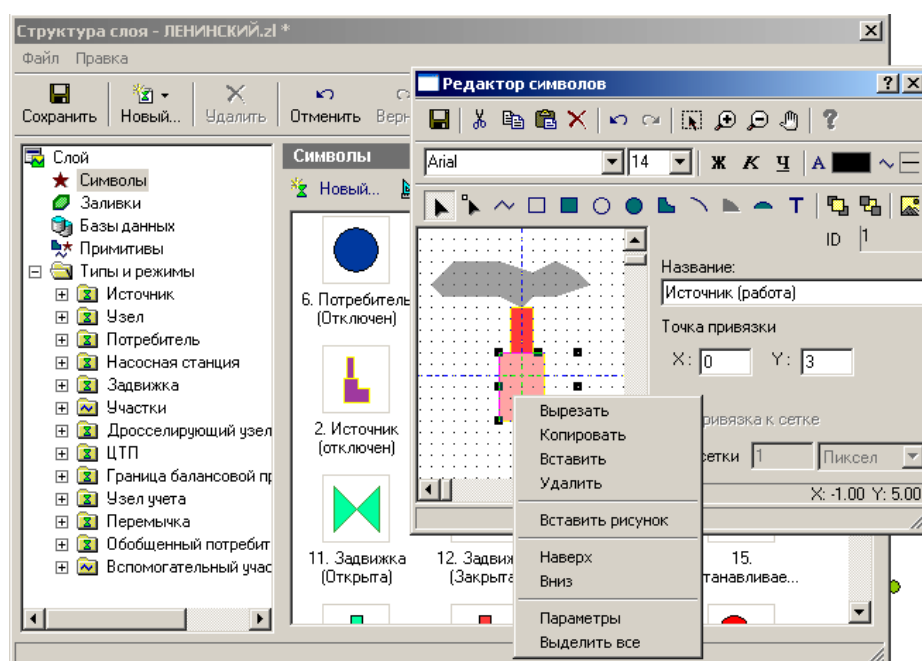 Структура слоя - ЛЕНИНСКИЙ.zl *
Файл Правка
Сохранить Новый... Удалить Отменить
Слой
Символы
Заливки
Базы данных
Примитивы
Типы и режимы
Источник
Узел
Потребитель
Насосная станция
Задвижка
Участки
Дросселирующий узел
ЦТП
Граница балансовой
Узел учета
Перемычка
Обобщенный потребит
Вспомогательный учас
Символы
Новый...
6. Потребитель
(Отключен)
2. Источник
(отключен)
11. Задвижка
(Открыта)
12. Задвиж
(Закрыта
15.
танавливае...
Редактор символов
Arial 14 Ж К Ч A
T
ID 1
Название:
Источник (работа)
Точка привязки
X: 0 Y: 3
ривязка к сетке
сетки 1 Пиксел
X: -1.00 Y: 5.00
Вырезать
Копировать
Вставить
Удалить
Вставить рисунок
Наверх
Вниз
Параметры
Выделить все